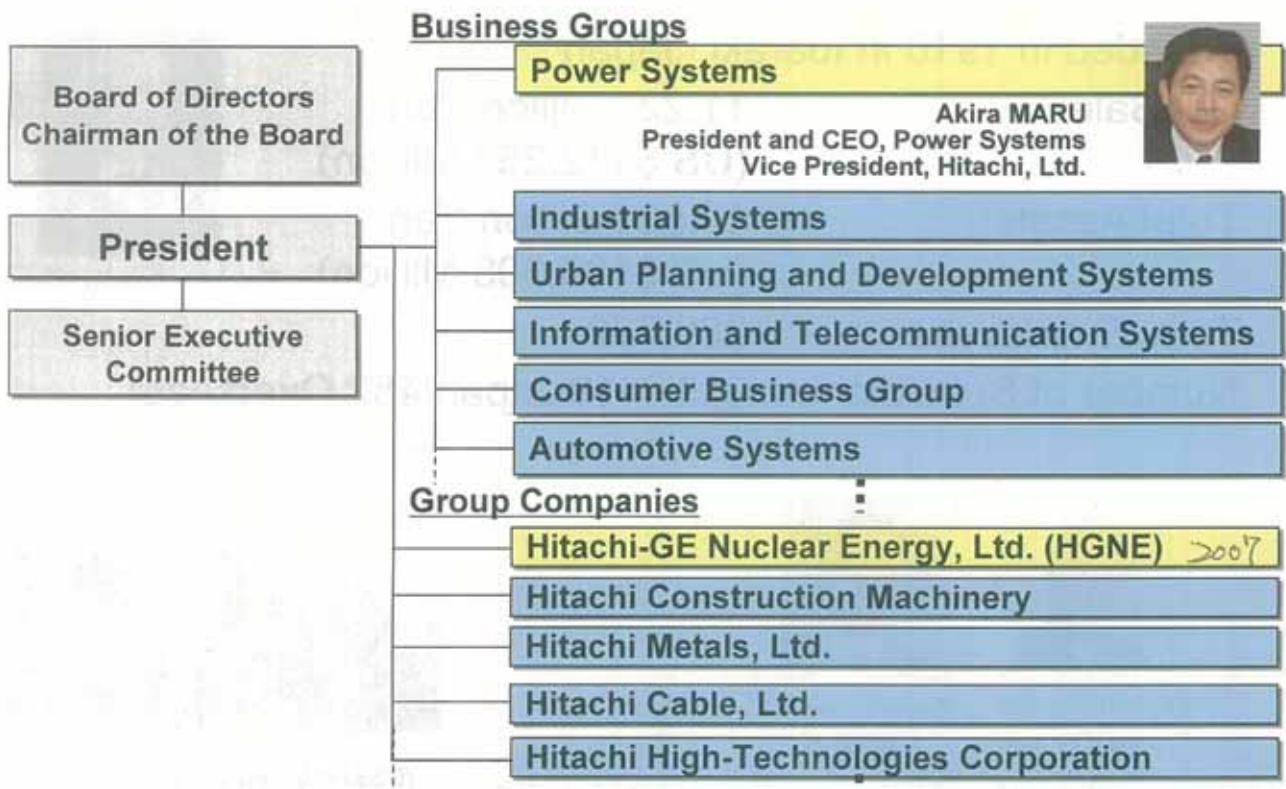 Business Groups
Board of Directors
Chairman of the Board
President
Senior Executive
Committee
Power Systems
Akira MARU
President and CEO, Power Systems
Vice President, Hitachi, Ltd.
Industrial Systems
Urban Planning and Development Systems
Information and Telecommunication Systems
Consumer Business Group
Automotive Systems
Group Companies
Hitachi-GE Nuclear Energy, Ltd. (HGNE) 2007
Hitachi Construction Machinery
Hitachi Metals, Ltd.
Hitachi Cable, Ltd.
Hitachi High-Technologies Corporation